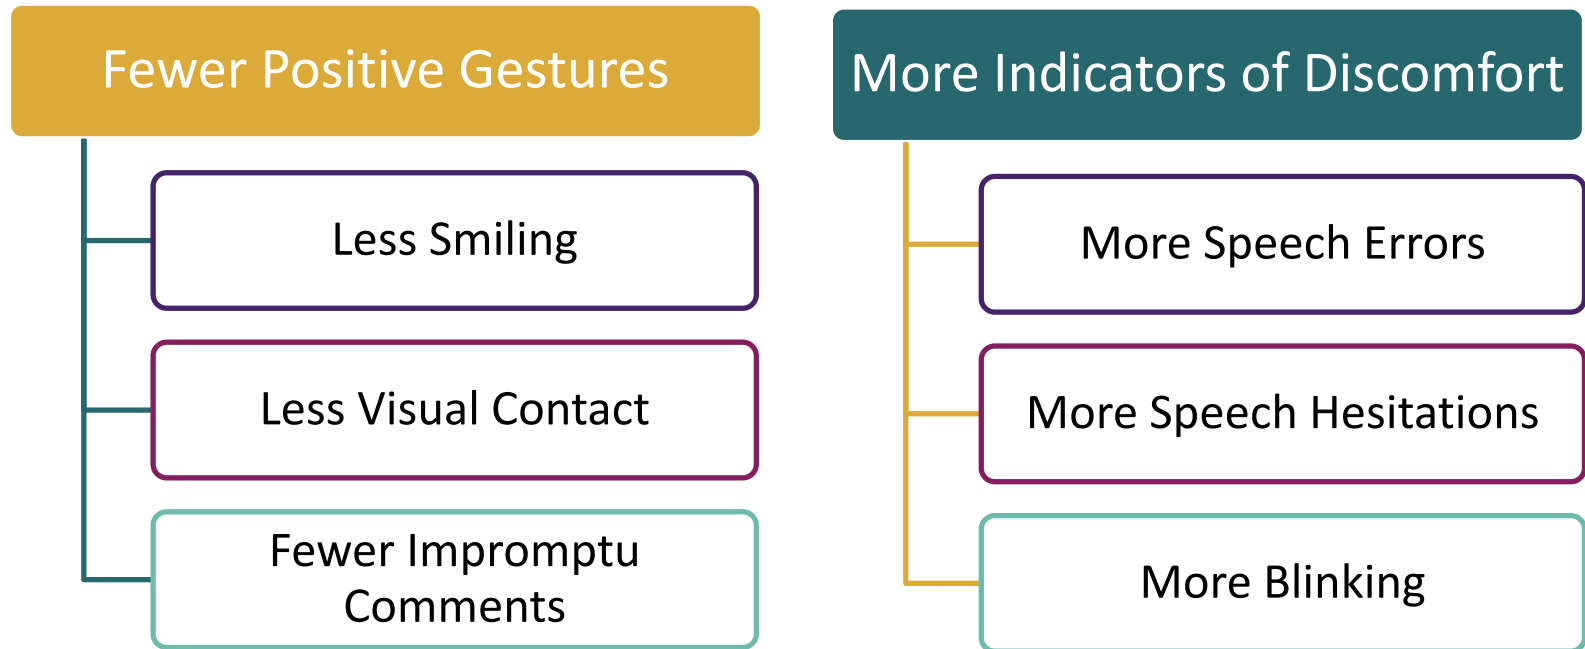 Fewer Positive Gestures
Less Smiling
Less Visual Contact
Fewer Impromptu
Comments
More Indicators of Discomfort
More Speech Errors
More Speech Hesitations
More Blinking